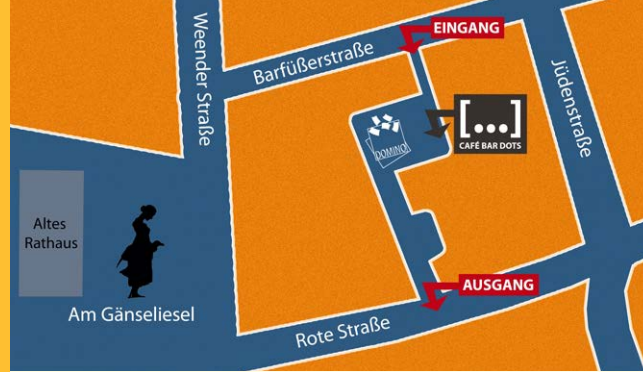 EINGANG
Weender Straße
Barfüßerstraße
Jüdenstraße
[...]
CAFÉ BAR DOTS
DOMINO
Altes
Rathaus
Am Gänseliesel
AUSGANG
Rote Straße